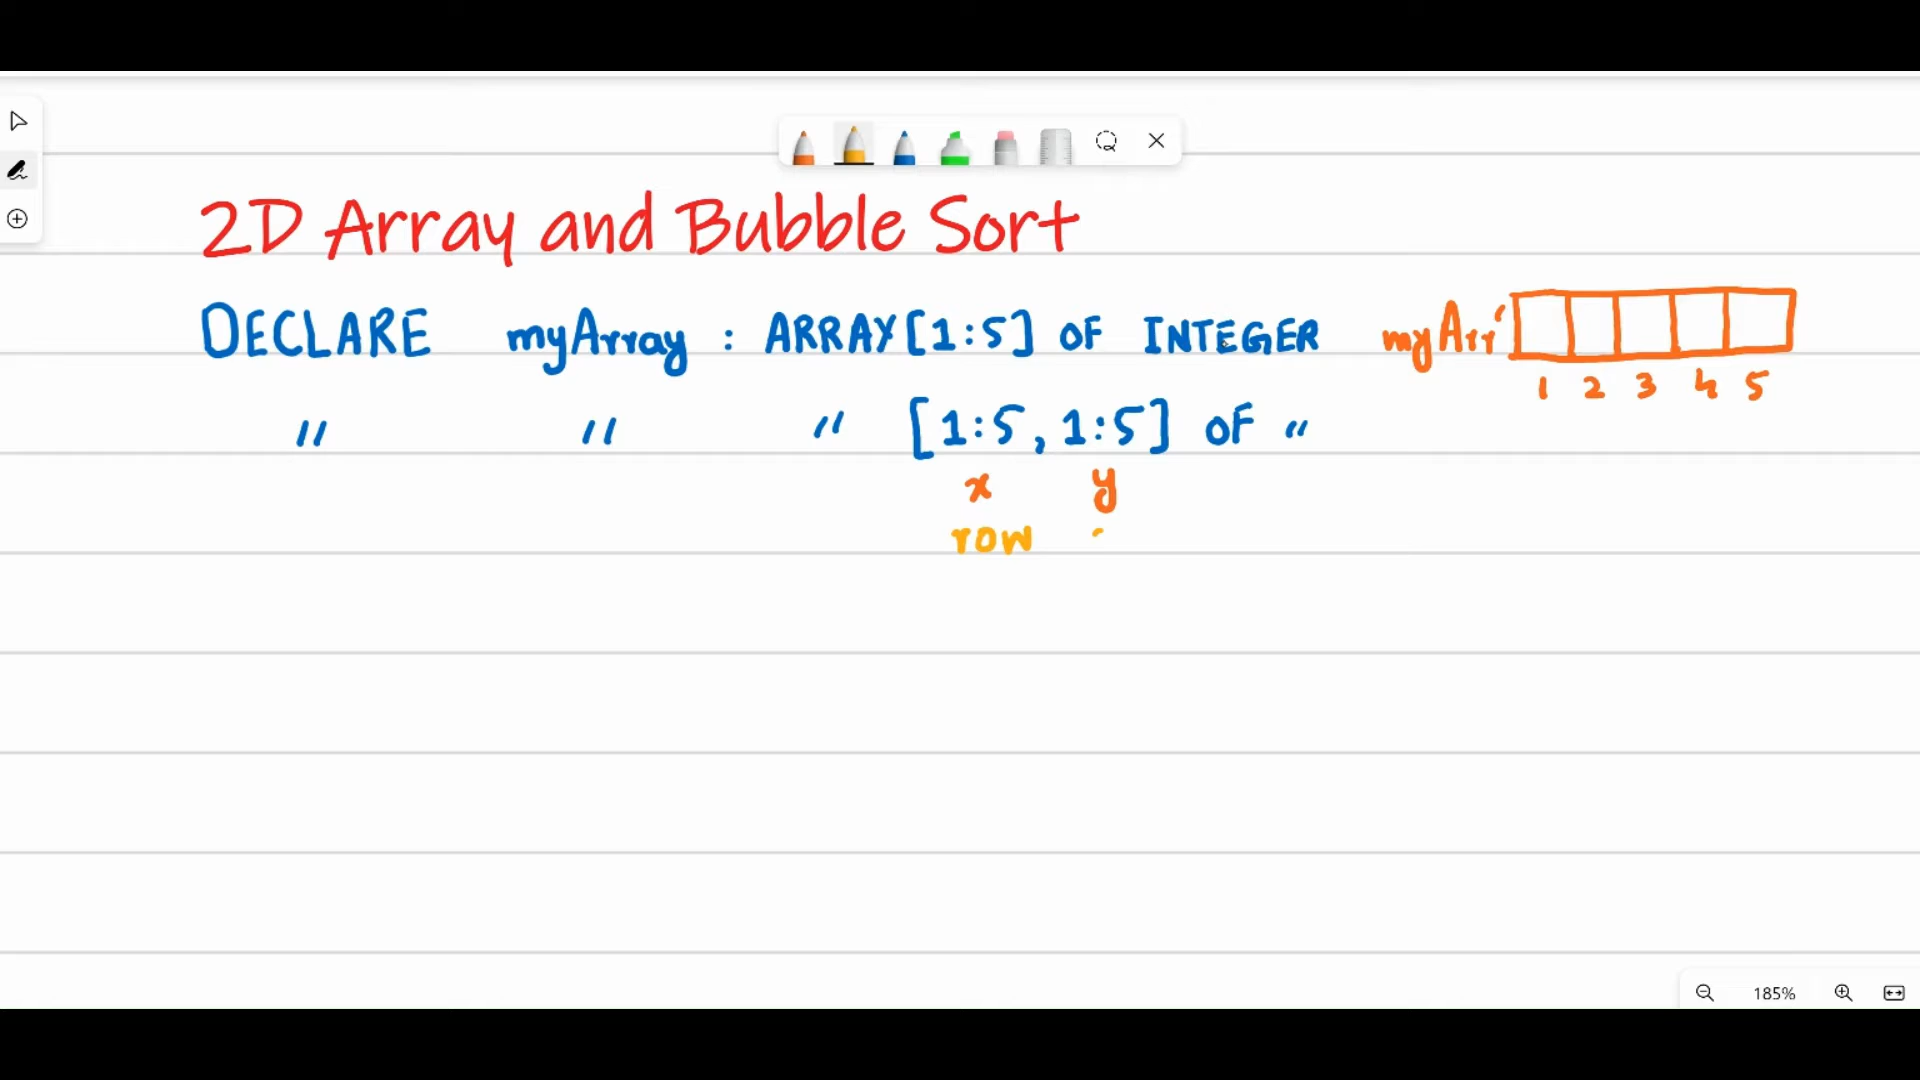 2D Array and Bubble Sort
DECLARE myArray : ARRAY[1:5] OF INTEGER myArr
1 2 3 4 5
" " " [1:5, 1:5] OF "
x y
row
185%